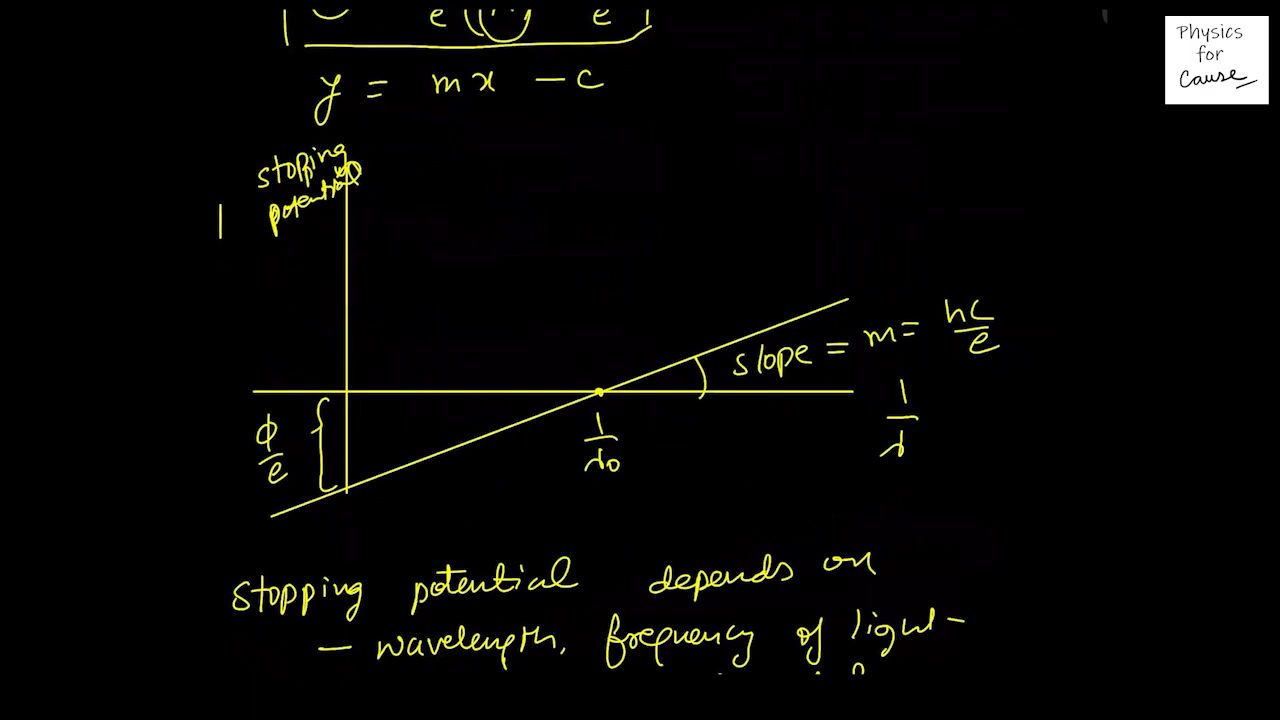 Physics
for
Cause
e e
y = mx - c
stopping
potential
slope = m = hc/e
1/λ
ϕ/e
1/λ0
stopping potential depends on
- wavelength, frequency of light -